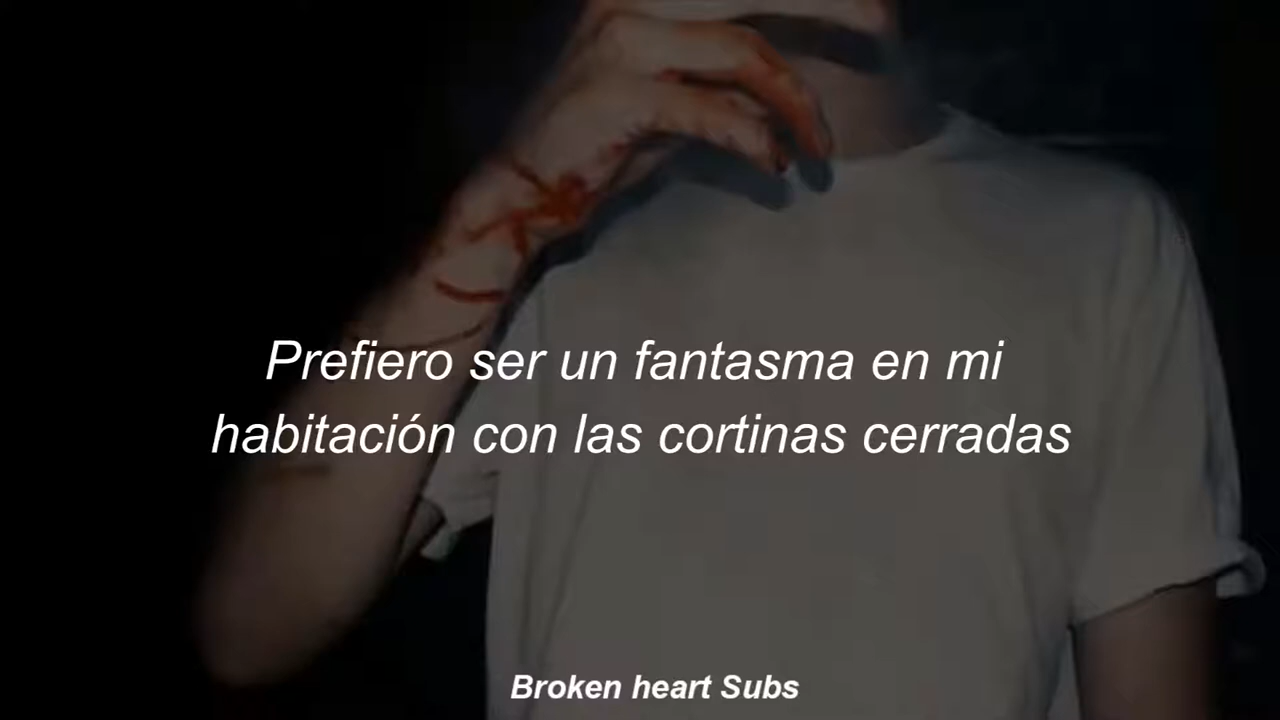 Prefiero ser un fantasma en mi
habitación con las cortinas cerradas
Broken heart Subs